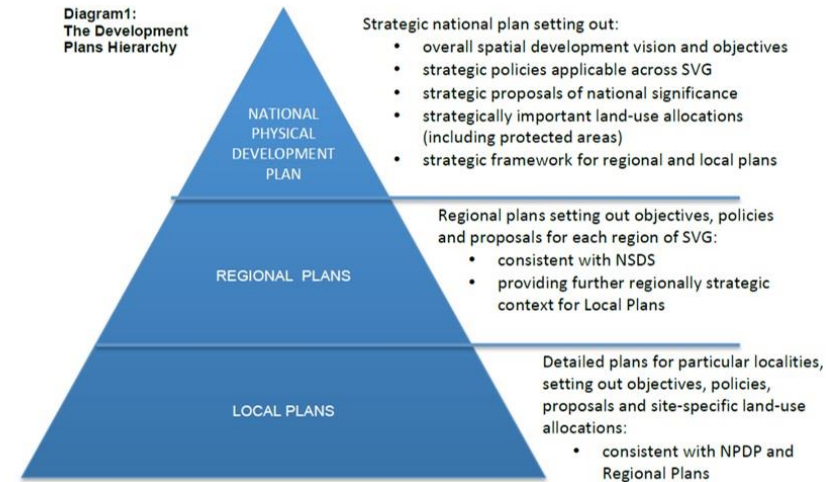 Diagram1:
The Development
Plans Hierarchy
Strategic national plan setting out:
• overall spatial development vision and objectives
• strategic policies applicable across SVG
• strategic proposals of national significance
• strategically important land-use allocations
(including protected areas)
• strategic framework for regional and local plans
NATIONAL
PHYSICAL
DEVELOPMENT
PLAN
Regional plans setting out objectives, policies
and proposals for each region of SVG:
• consistent with NSDS
• providing further regionally strategic
context for Local Plans
REGIONAL PLANS
Detailed plans for particular localities,
setting out objectives, policies,
proposals and site-specific land-use
allocations:
• consistent with NPDP and
Regional Plans
LOCAL PLANS